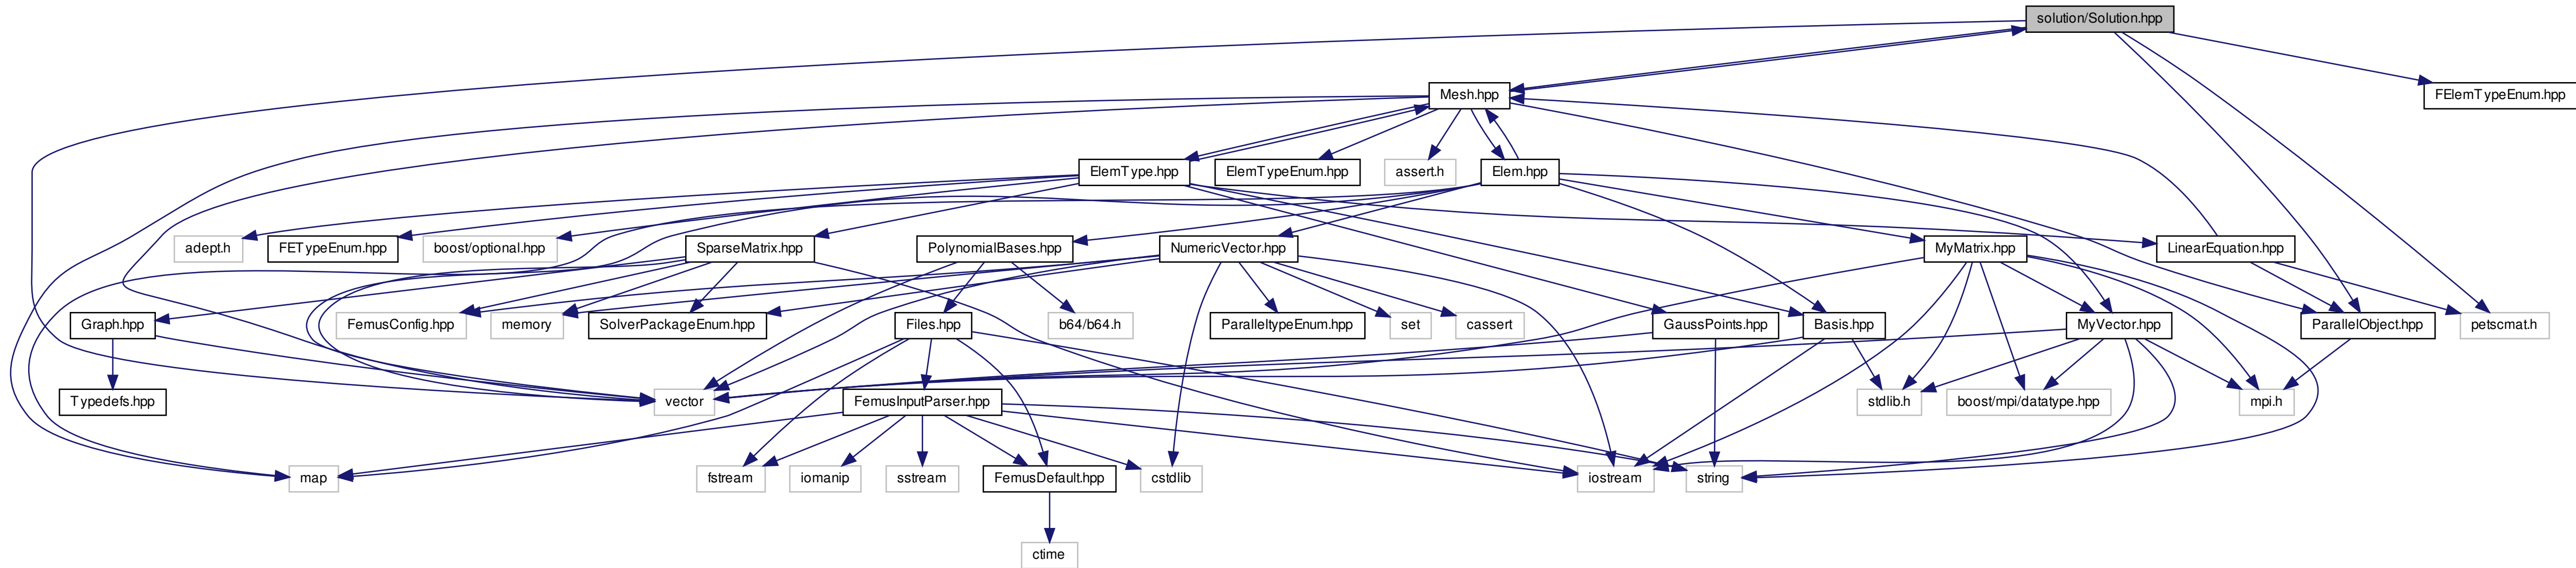 solution/Solution.hpp
Mesh.hpp
FElemTypeEnum.hpp
ElemType.hpp
ElemTypeEnum.hpp
assert.h
Elem.hpp
adept.h
FETypeEnum.hpp
boost/optional.hpp
SparseMatrix.hpp
PolynomialBases.hpp
NumericVector.hpp
MyMatrix.hpp
LinearEquation.hpp
Graph.hpp
FemusConfig.hpp
memory
SolverPackageEnum.hpp
Files.hpp
b64/b64.h
ParalleltypeEnum.hpp
set
cassert
GaussPoints.hpp
Basis.hpp
MyVector.hpp
ParallelObject.hpp
petscmat.h
Typedefs.hpp
vector
FemusInputParser.hpp
stdlib.h
boost/mpi/datatype.hpp
mpi.h
map
fstream
iomanip
sstream
FemusDefault.hpp
cstdlib
iostream
string
ctime